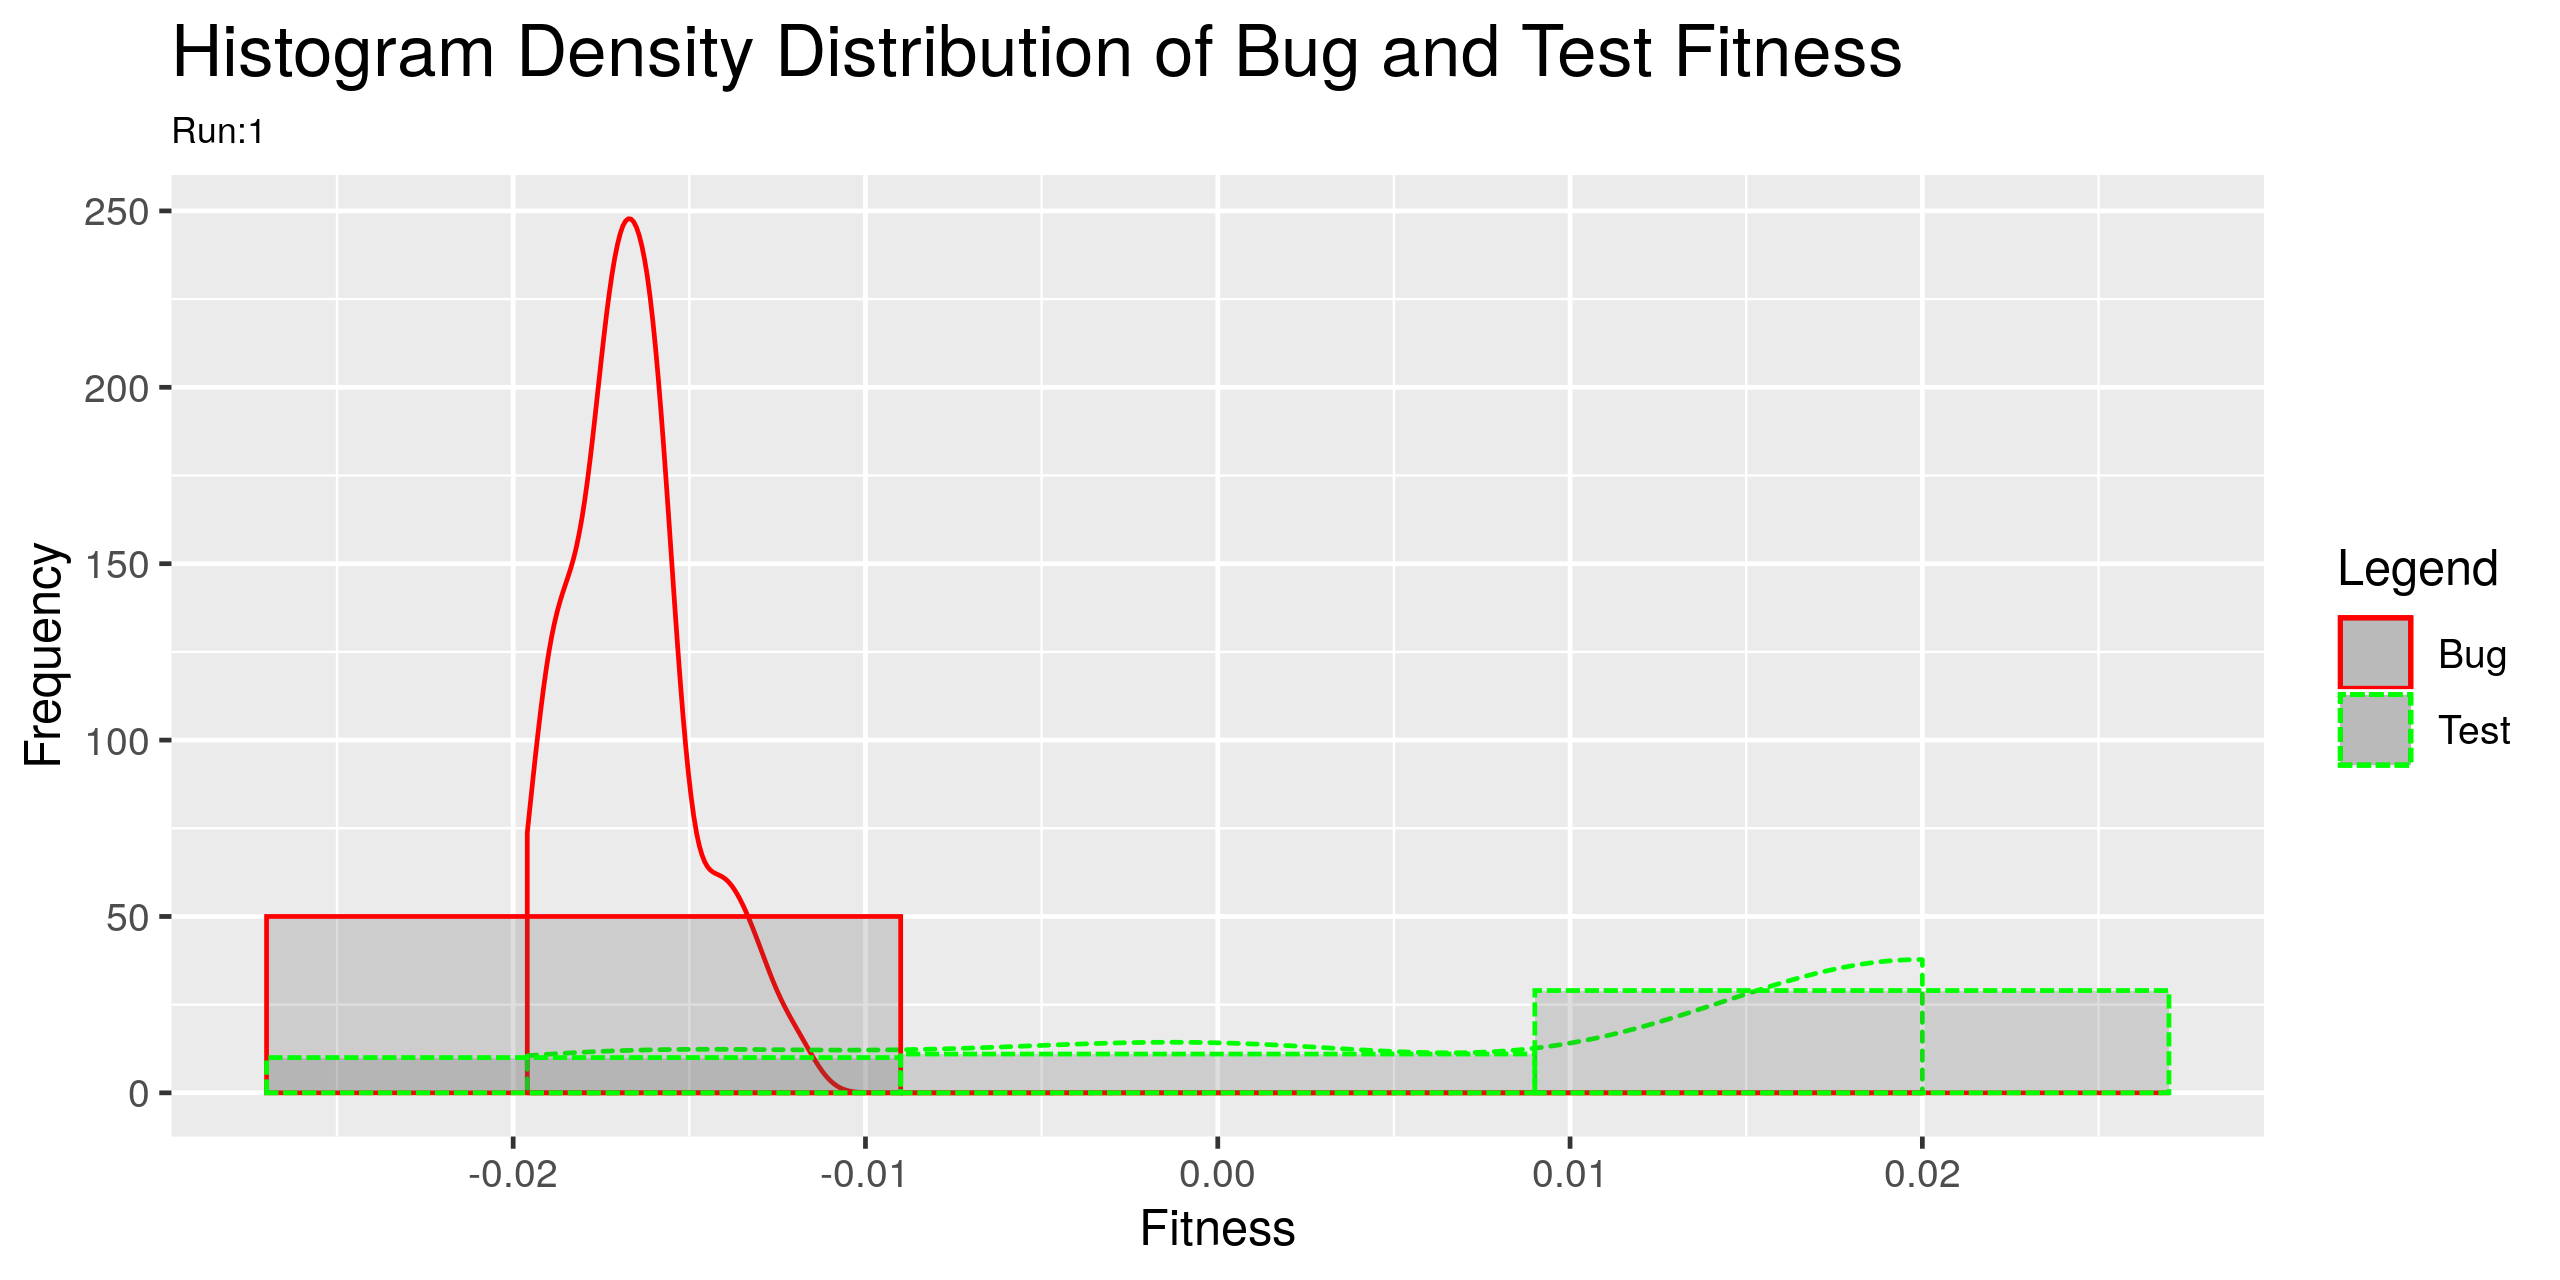 Histogram Density Distribution of Bug and Test Fitness
Run:1
Frequency
250
200
150
100
50
0
-0.02
-0.01
0.00
0.01
0.02
Fitness
Legend
Bug
Test